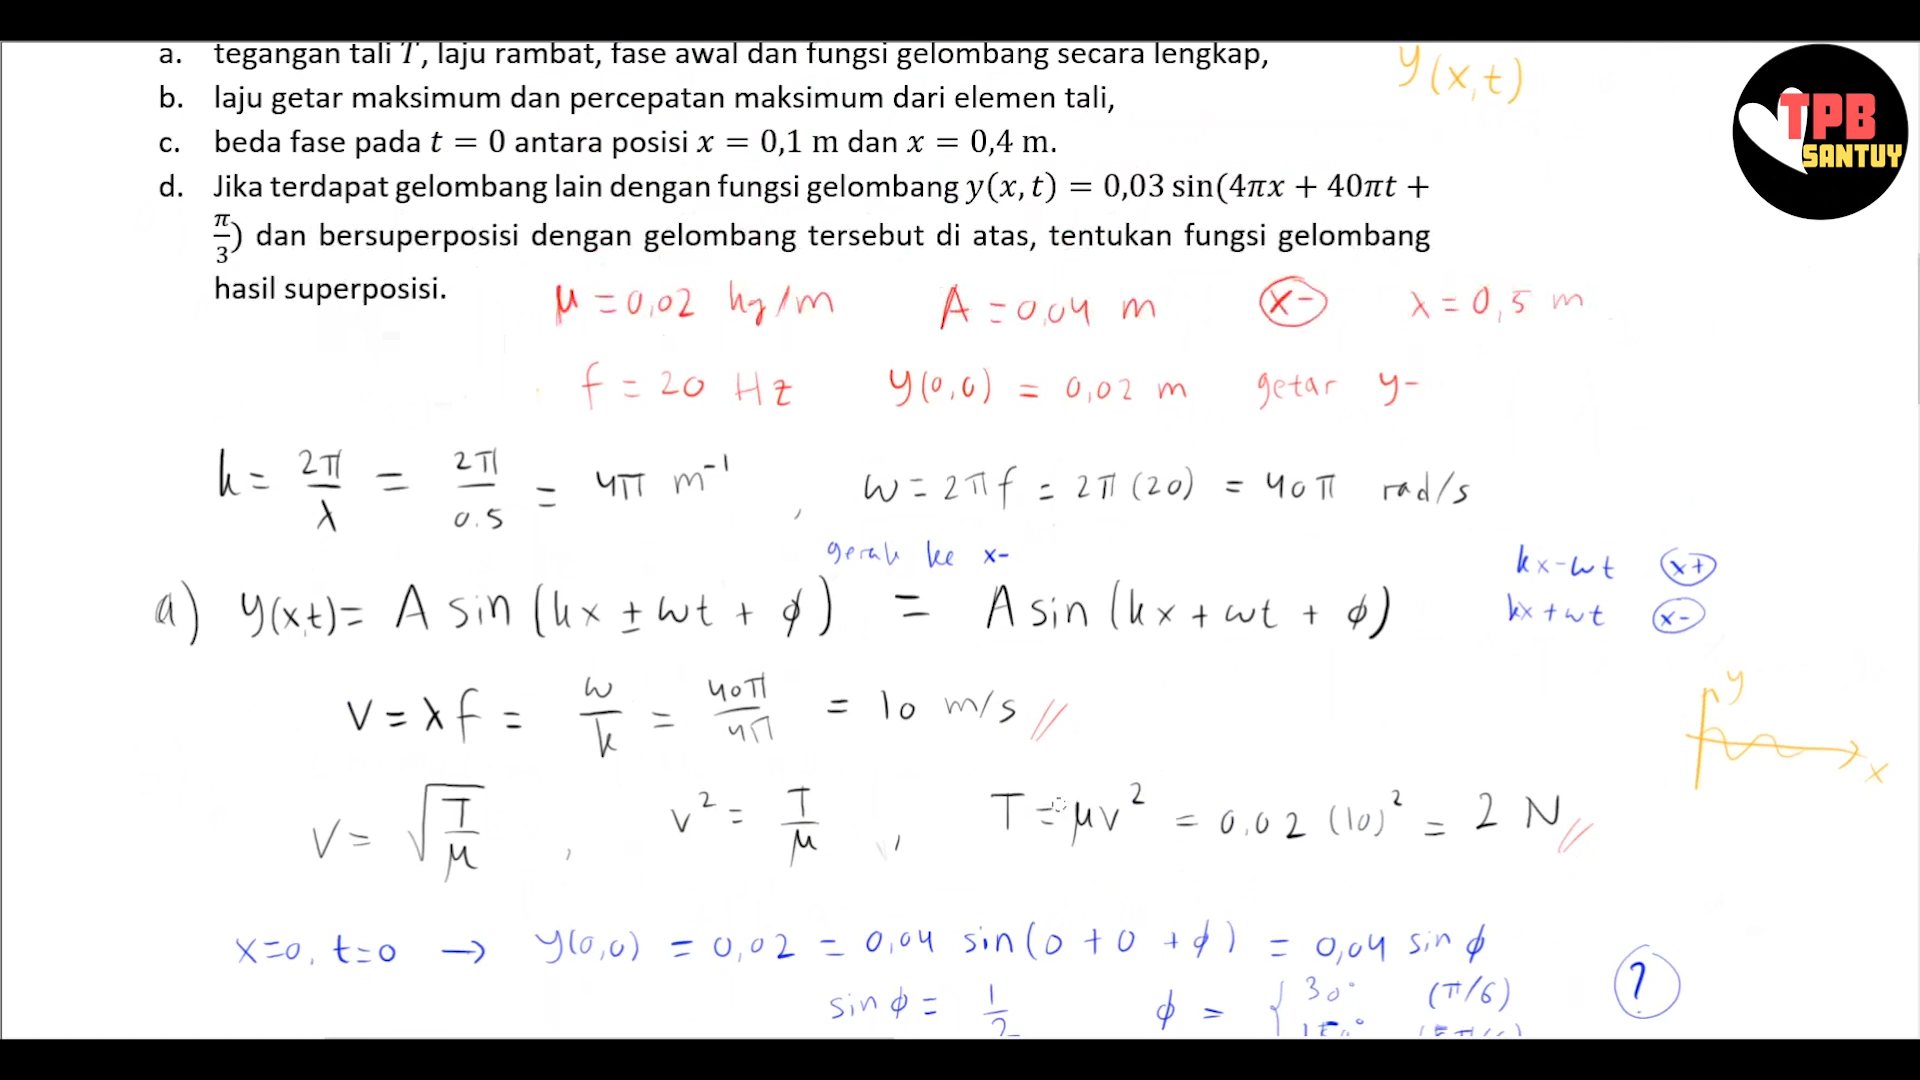 a. tegangan tali T, laju rambat, fase awal dan fungsi gelombang secara lengkap,
y(x,t)
b. laju getar maksimum dan percepatan maksimum dari elemen tali,
c. beda fase pada t = 0 antara posisi x = 0,1 m dan x = 0,4 m.
TPB
SANTUY
d. Jika terdapat gelombang lain dengan fungsi gelombang y(x, t) = 0,03 sin(4πx + 40πt +
π/3) dan bersuperposisi dengan gelombang tersebut di atas, tentukan fungsi gelombang
hasil superposisi.
μ = 0,02 kg/m A = 0,04 m x- λ = 0,5 m
f = 20 Hz y(0,0) = 0,02 m getar y-
k = 2π/λ = 2π/0.5 = 4π m⁻¹ , ω = 2πf = 2π(20) = 40π rad/s
gerak ke x-
kx-ωt x+
kx+ωt x-
a) y(x,t) = A sin(kx ± ωt + ϕ) = A sin(kx + ωt + ϕ)
v = λf = ω/k = 40π/4π = 10 m/s //
y
x
v = √T/μ , v² = T/μ , T = μv² = 0.02 (10)² = 2 N //
x=0, t=0 → y(0,0) = 0,02 = 0,04 sin(0 + 0 + ϕ) = 0,04 sin ϕ
sin ϕ = 1/2 ϕ = { 30° (π/6) ?